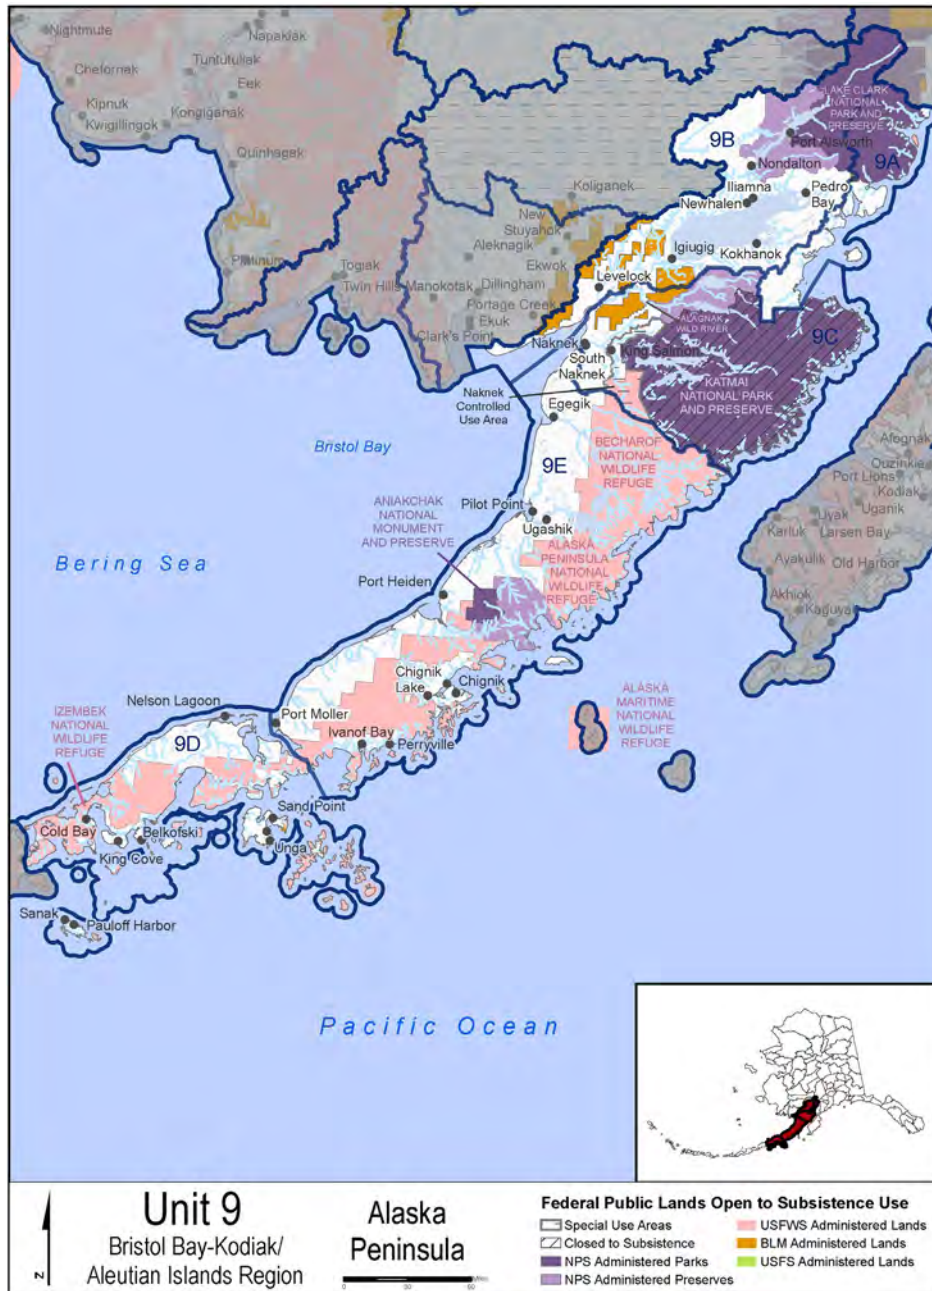 Nightmute
Napakiak
Chefornak
Tuntutuliak
Eek
Kipnuk
Kongiganak
Kwigillingok
Quinhagak
LAKE CLARK
NATIONAL
PARK AND
PRESERVE
9B
Port Alsworth
9A
Nondalton
Koliganek
Iliamna
Pedro
Bay
Newhalen
New
Stuyahok
Aleknagik
Igiugig
Kokhanok
Ekwok
Platinum
Togiak
Levelock
Twin Hills
Manokotak
Dillingham
Portage Creek
Ekuk
Clark's Point
ALAGNAK
WILD RIVER
9C
Naknek
King Salmon
South
Naknek
KATMAI
NATIONAL PARK
AND PRESERVE
Naknek
Controlled
Use Area
Egegik
Bristol Bay
9E
BECHAROF
NATIONAL
WILDLIFE
REFUGE
Afognak
Ouzinkie
Port Lions
Kodiak
Uganik
Uyak
Karluk
Larsen Bay
Ayakulik
Old Harbor
Akhiok
Kaguyak
ANIAKCHAK
NATIONAL
MONUMENT
AND PRESERVE
Pilot Point
Ugashik
ALASKA
PENINSULA
NATIONAL
WILDLIFE
REFUGE
Bering Sea
Port Heiden
Chignik
Lake
Chignik
Nelson Lagoon
Port Moller
ALASKA
MARITIME
NATIONAL
WILDLIFE
REFUGE
IZEMBEK
NATIONAL
WILDLIFE
REFUGE
9D
Ivanof Bay
Perryville
Sand Point
Cold Bay
Belkofski
Unga
King Cove
Sanak
Pauloff Harbor
Pacific Ocean
N
Unit 9
Bristol Bay-Kodiak/
Aleutian Islands Region
Alaska
Peninsula
0 30 60 Miles
Federal Public Lands Open to Subsistence Use
Special Use Areas
Closed to Subsistence
NPS Administered Parks
NPS Administered Preserves
USFWS Administered Lands
BLM Administered Lands
USFS Administered Lands